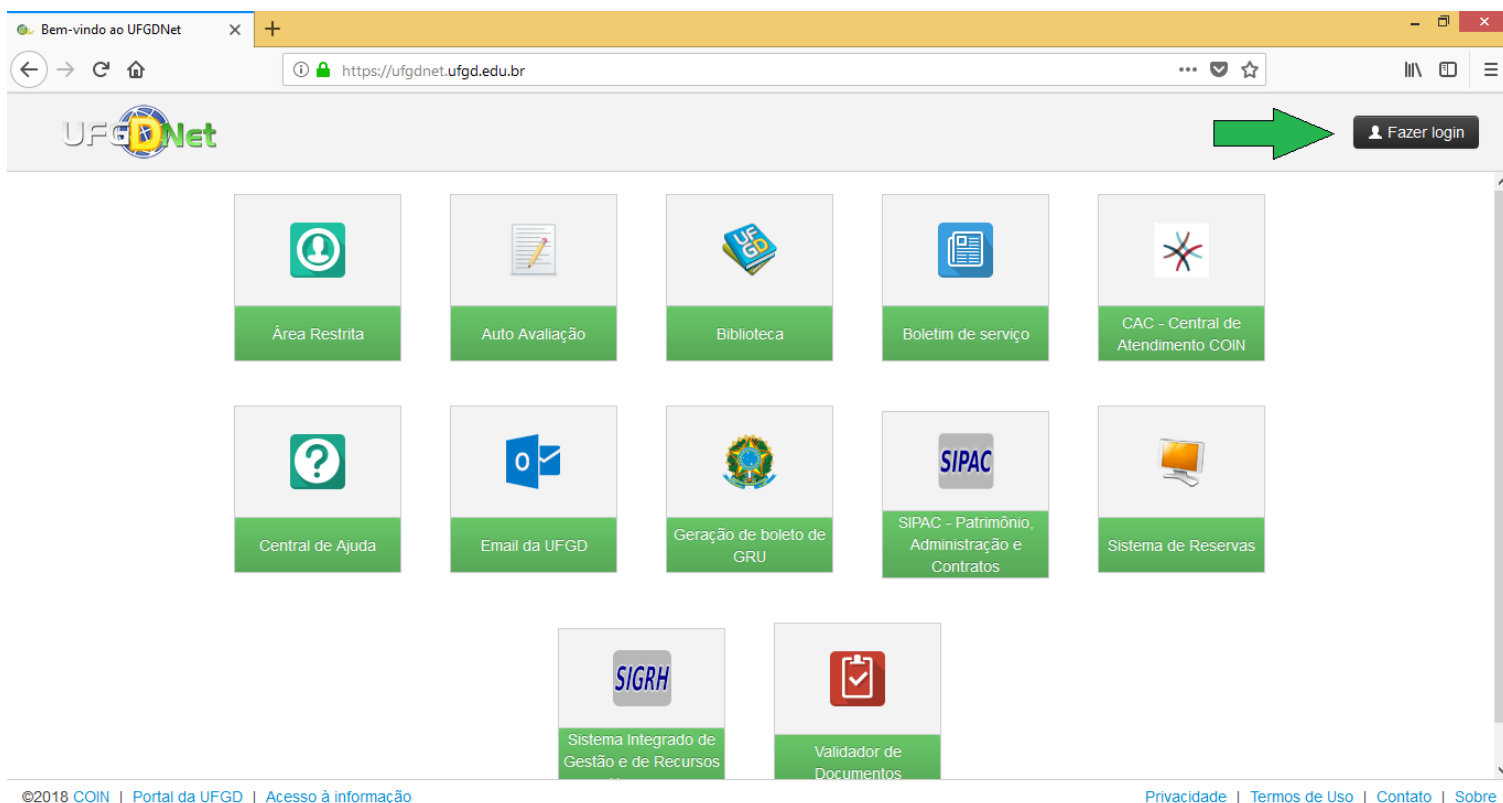 Bem-vindo ao UFGDNet
https://ufgdnet.ufgd.edu.br
UFGDNet
Fazer login
UFGD
Área Restrita
Auto Avaliação
Biblioteca
Boletim de serviço
CAC - Central de
Atendimento COIN
O
SIPAC
Central de Ajuda
Email da UFGD
Geração de boleto de
GRU
SIPAC - Patrimônio,
Administração e
Contratos
Sistema de Reservas
SIGRH
Sistema Integrado de
Gestão e de Recursos
Validador de
Documentos
©2018 COIN | Portal da UFGD | Acesso à informação
Privacidade | Termos de Uso | Contato | Sobre